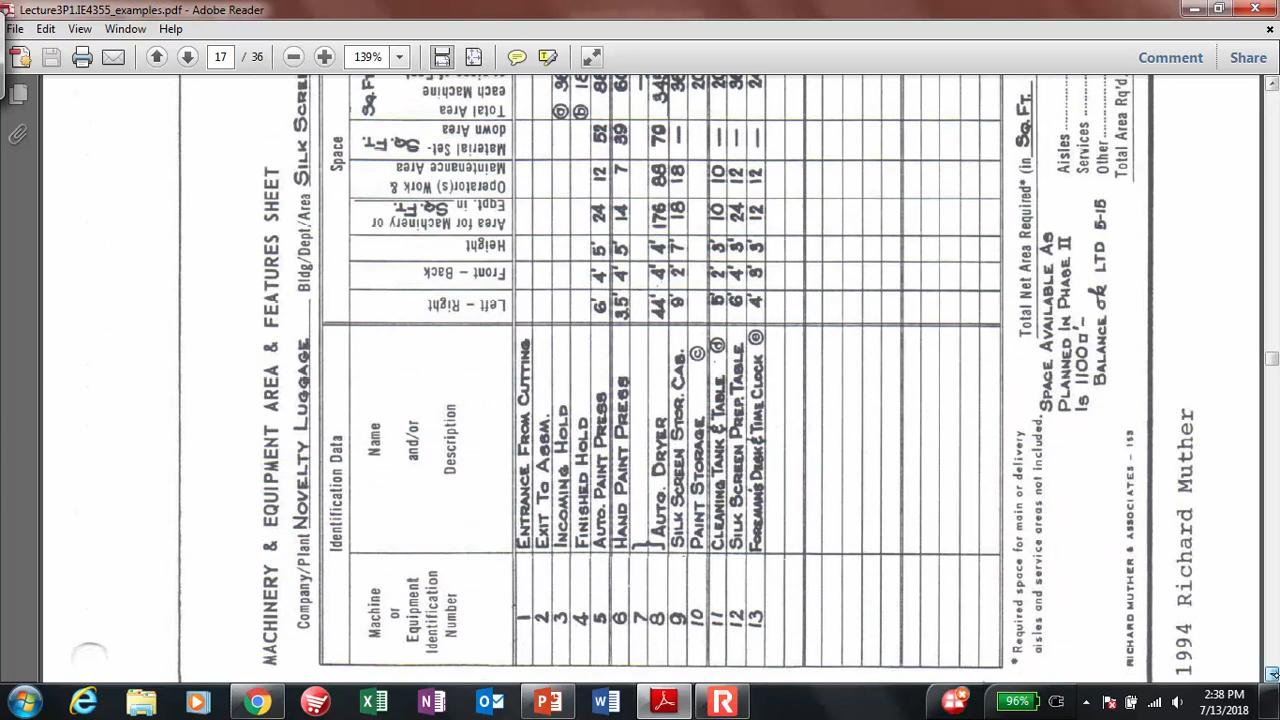 Lecture3P1.IE4355_examples.pdf - Adobe Reader
File Edit View Window Help
17 / 36 139% Comment Share
MACHINERY & EQUIPMENT AREA & FEATURES SHEET
Company/Plant NOVELTY LUGGAGE Bldg/Dept/Area SILK SCRE
Identification Data Space
Machine or Equipment Identification Number
Name and/or Description
Left - Right
Front - Back
Height
Area for Machinery or Eqpt. in SQ. FT.
Operator(s) Work & Maintenance Area
Material - Set-down Area SQ. FT.
Total Area each Machine SQ. FT.
1 ENTRANCE FROM CUTTING
2 EXIT TO ASSM.
3 INCOMING HOLD ⓐ
4 FINISHED HOLD ⓑ
5 AUTO. PAINT PRESS 6' 4' 5' 24 12 52
6 HAND PAINT PRESS 3.5' 4' 5' 14 7 39
7
8 } AUTO. DRYER 44' 4' 4' 176 88 70
9 SILK SCREEN STOR. CAB. 9' 2' 7' 18 18 —
10 PAINT STORAGE ⓒ
11 CLEANING TANK & TABLE ⓓ 5' 2' 3' 10 10 —
12 SILK SCREEN PREP. TABLE 6' 4' 3' 24 12 —
13 FOREMAN'S DESK & TIME CLOCK ⓔ 4' 3' 3' 12 12 —
* Required space for main or delivery
aisles and service areas not included.
Total Net Area Required* (in SQ. FT.
SPACE AVAILABLE AS
PLANNED IN PHASE II
IS 1100□'—
BALANCE ok LTD 5-15
Aisles
Services
Other
Total Area Rq'd.
RICHARD MUTHER & ASSOCIATES - 153
1994 Richard Muther
96%
2:38 PM
7/13/2018